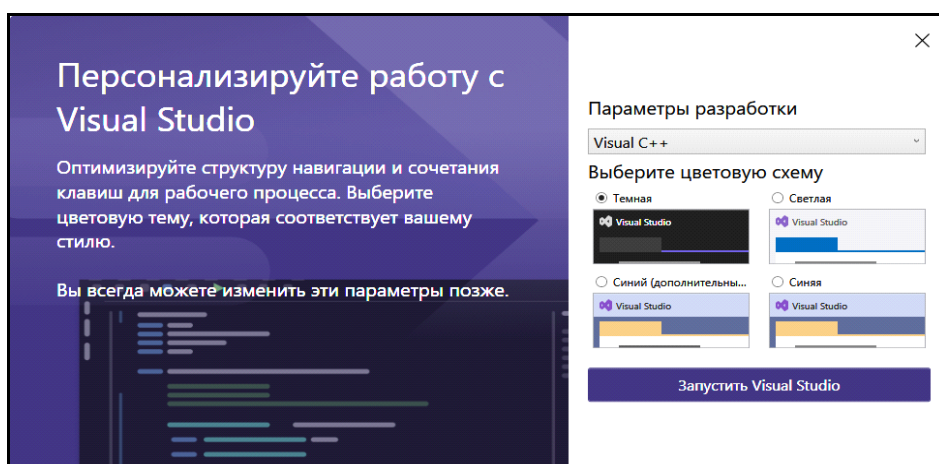 Персонализируйте работу с
Visual Studio
Оптимизируйте структуру навигации и сочетания
клавиш для рабочего процесса. Выберите
цветовую тему, которая соответствует вашему
стилю.
Вы всегда можете изменить эти параметры позже.
Параметры разработки
Visual C++
Выберите цветовую схему
Темная
Светлая
Visual Studio
Visual Studio
Синий (дополнительны...
Синяя
Visual Studio
Visual Studio
Запустить Visual Studio